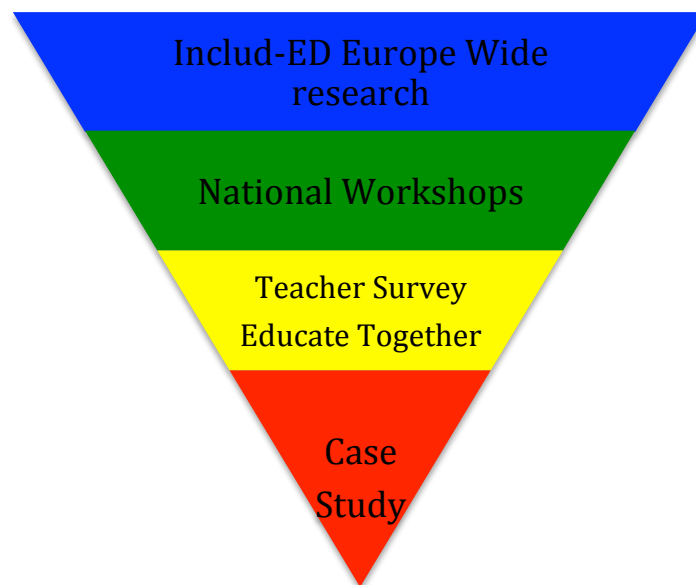 Includ-ED Europe Wide
research
National Workshops
Teacher Survey
Educate Together
Case
Study